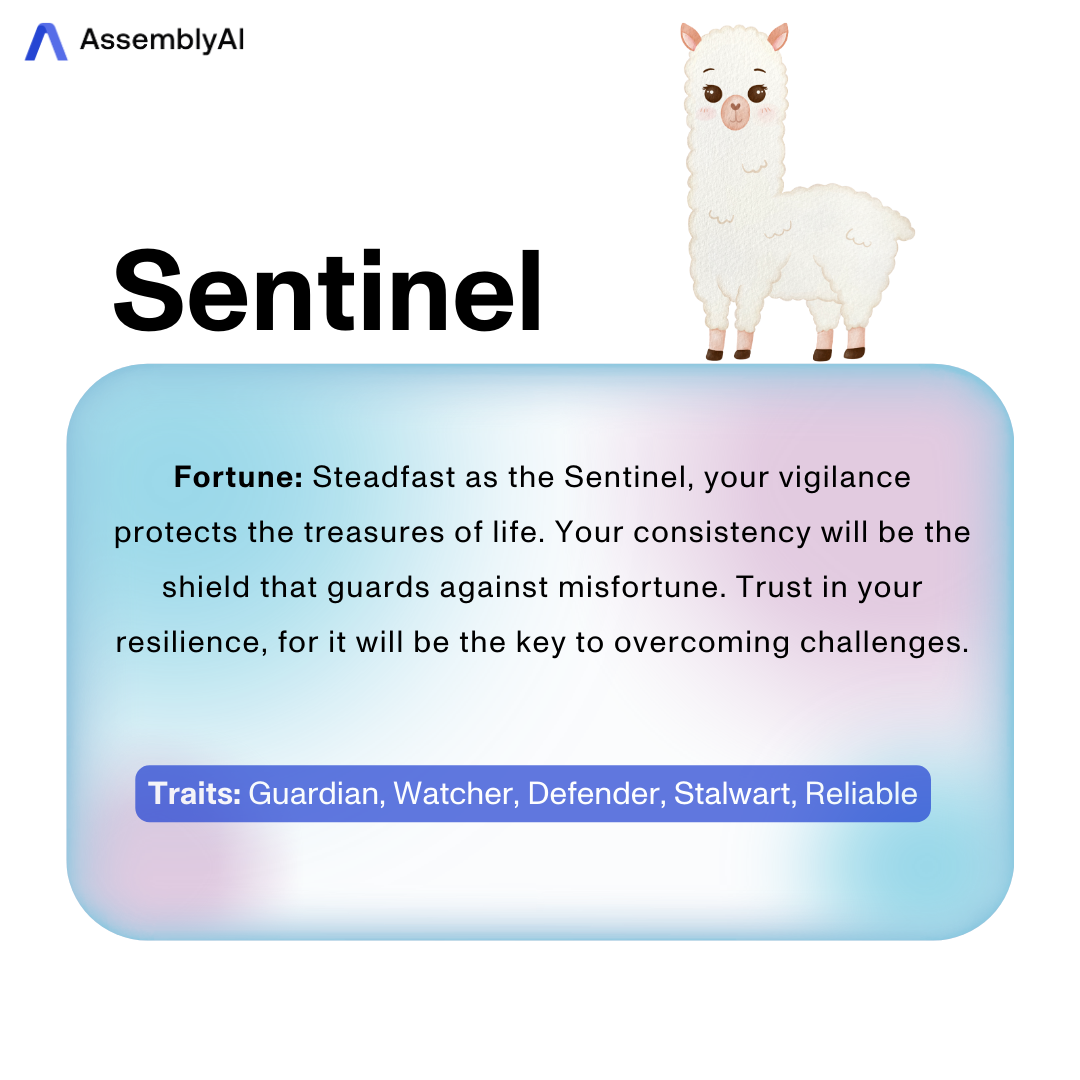 AssemblyAI
Sentinel
Fortune: Steadfast as the Sentinel, your vigilance
protects the treasures of life. Your consistency will be the
shield that guards against misfortune. Trust in your
resilience, for it will be the key to overcoming challenges.
Traits: Guardian, Watcher, Defender, Stalwart, Reliable